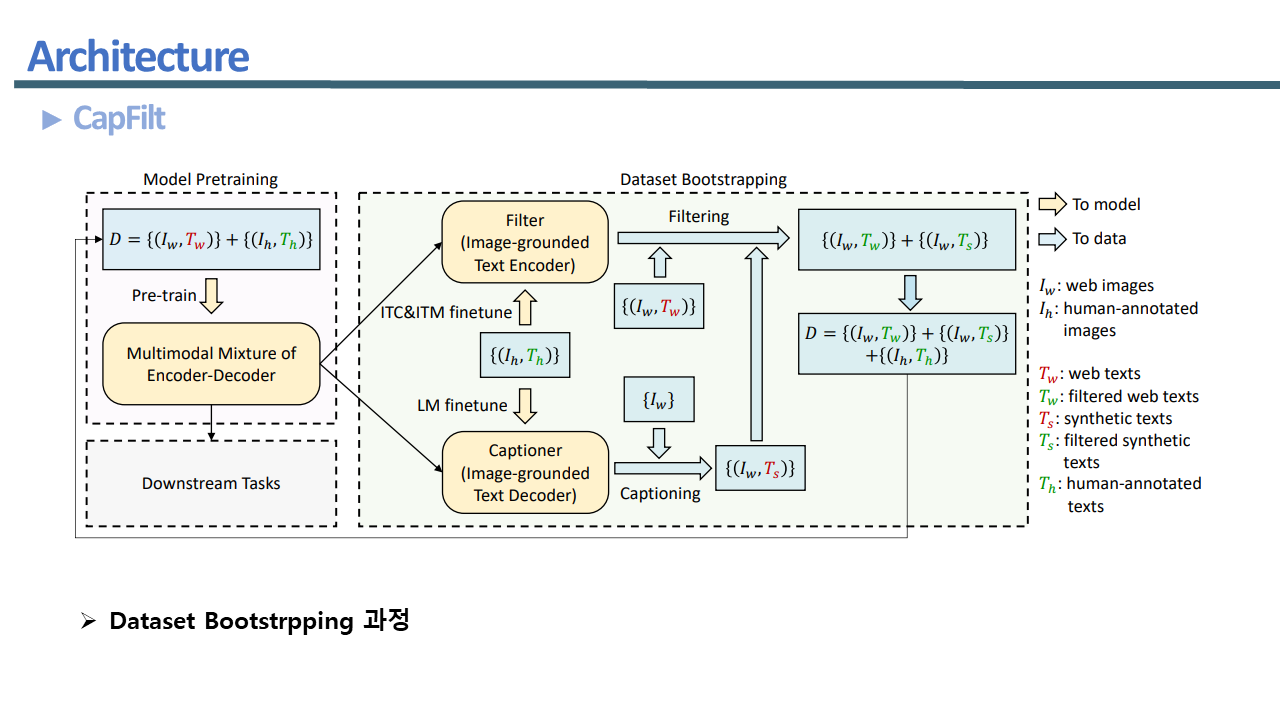 Architecture
► CapFilt
Model Pretraining
D = {(I_w, T_w)} + {(I_h, T_h)}
Pre-train
Multimodal Mixture of
Encoder-Decoder
Downstream Tasks
Dataset Bootstrapping
Filter
(Image-grounded
Text Encoder)
ITC&ITM finetune
{(I_h, T_h)}
LM finetune
Captioner
(Image-grounded
Text Decoder)
Filtering
{(I_w, T_w)}
{I_w}
Captioning
{(I_w, T_s)}
{(I_w, T_w)} + {(I_w, T_s)}
D = {(I_w, T_w)} + {(I_w, T_s)}
+{(I_h, T_h)}
To model
To data
I_w: web images
I_h: human-annotated
images
T_w: web texts
T_w: filtered web texts
T_s: synthetic texts
T_s: filtered synthetic
texts
T_h: human-annotated
texts
➢ Dataset Bootstrpping 과정